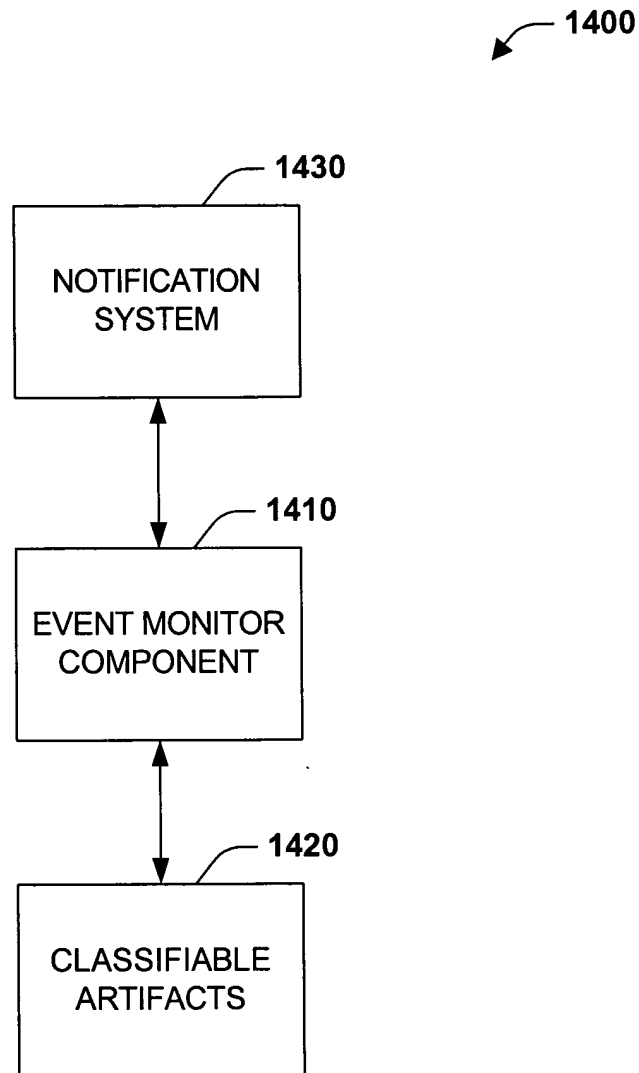 1400
1430
NOTIFICATION
SYSTEM
1410
EVENT MONITOR
COMPONENT
1420
CLASSIFIABLE
ARTIFACTS